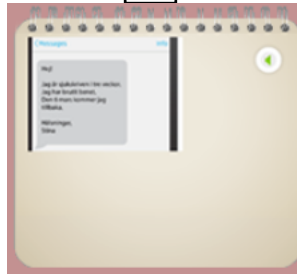 Messages
Info
Hej!
Jag är sjukskriven i tre veckor.
Jag har brutit benet.
Den 6 mars kommer jag
tillbaka.
Hälsningar,
Stina